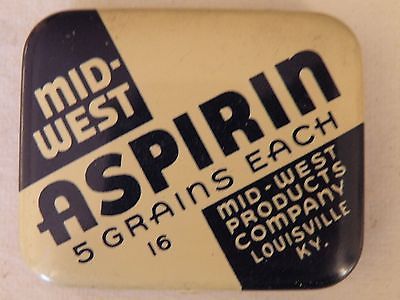 MID-
WEST
ASPIRIN
5 GRAINS EACH
16
MID-WEST
PRODUCTS
COMPANY
LOUISVILLE
KY.